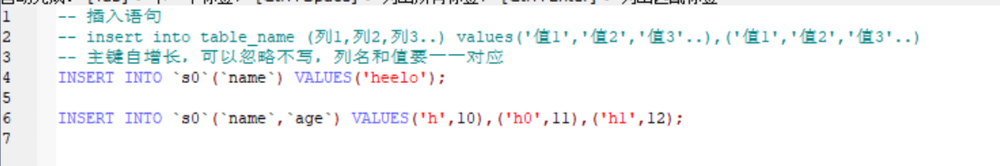 1 -- 插入语句
2 -- insert into table_name (列1,列2,列3..) values('值1','值2','值3'..),('值1','值2','值3'..)
3 -- 主键自增长，可以忽略不写，列名和值要一一对应
4 INSERT INTO `s0`(`name`) VALUES('heelo');
5
6 INSERT INTO `s0`(`name`,`age`) VALUES('h',10),('h0',11),('h1',12);
7